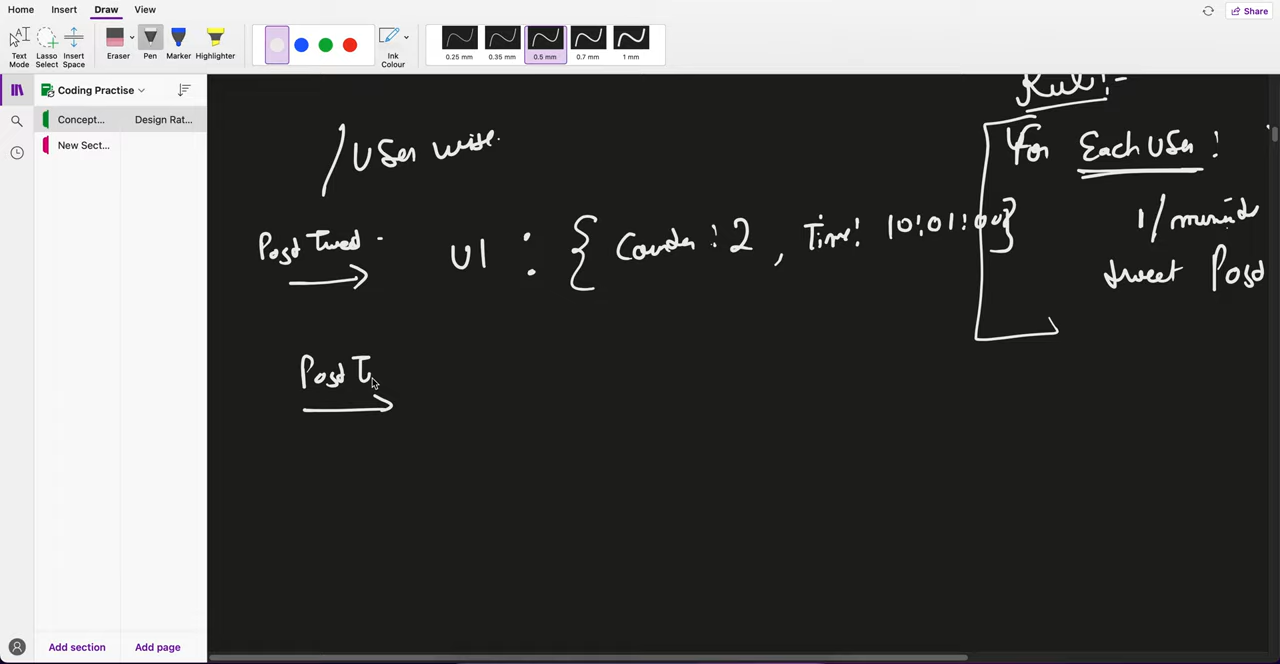 Home Insert Draw View
Share
Text Mode
Lasso Select
Insert Space
Eraser
Pen
Marker
Highlighter
Ink Colour
0.25 mm
0.35 mm
0.5 mm
0.7 mm
1 mm
Coding Practise
Concept... Design Rat...
New Sect...
Add section Add page
Rule:-
/ User wise.
For Each User :
Post Tweet -
U1 : { Counter : 2 , Time : 10:01:00 }
1/minute
tweet Post
Post T